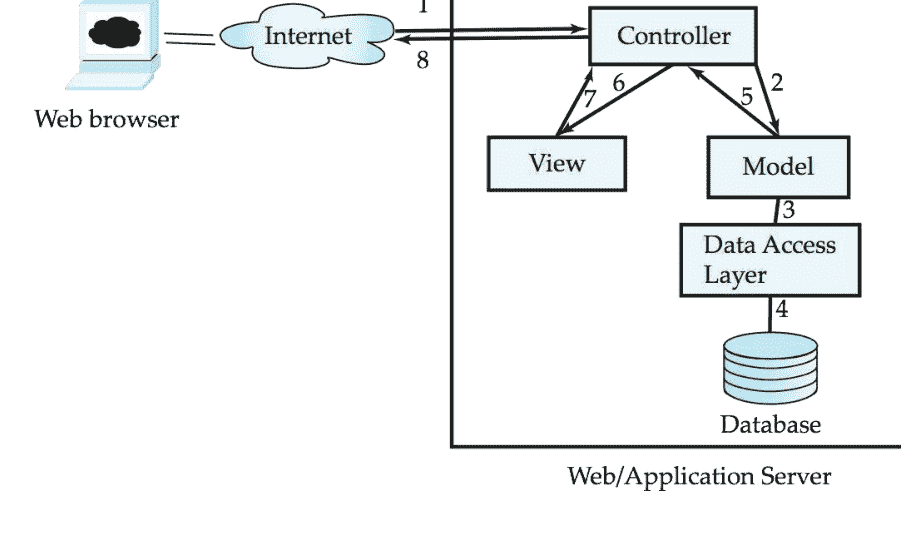 1
Internet
Controller
8
7
6
5
2
Web browser
View
Model
3
Data Access
Layer
4
Database
Web/Application Server